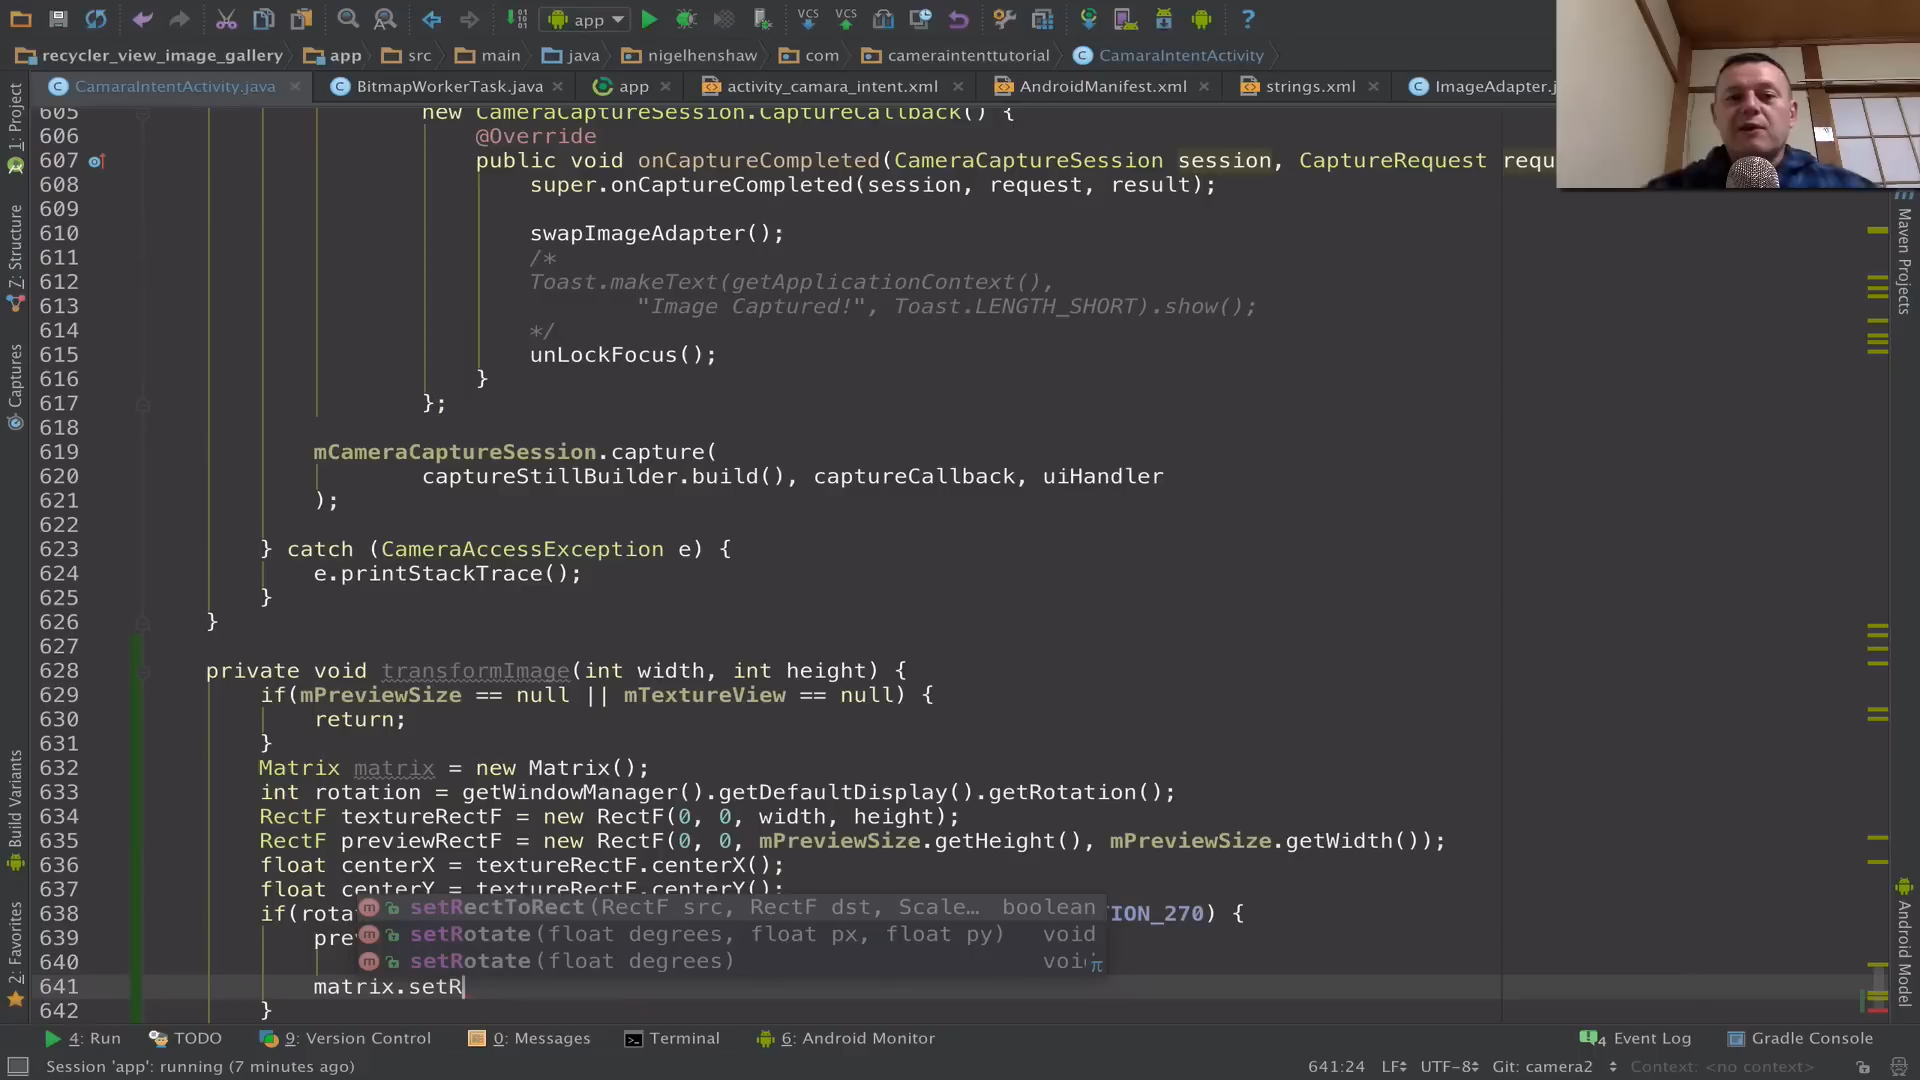 app
recycler_view_image_gallery app src main java nigelhenshaw com cameraintenttutorial CamaraIntentActivity
CamaraIntentActivity.java BitmapWorkerTask.java app activity_camara_intent.xml AndroidManifest.xml strings.xml ImageAdapter.j
605 new CameraCaptureSession.CaptureCallback() {
606 @Override
607 public void onCaptureCompleted(CameraCaptureSession session, CaptureRequest requ
608 super.onCaptureCompleted(session, request, result);
609
610 swapImageAdapter();
611 /*
612 Toast.makeText(getApplicationContext(),
613 "Image Captured!", Toast.LENGTH_SHORT).show();
614 */
615 unLockFocus();
616 }
617 };
618
619 mCameraCaptureSession.capture(
620 captureStillBuilder.build(), captureCallback, uiHandler
621 );
622
623 } catch (CameraAccessException e) {
624 e.printStackTrace();
625 }
626 }
627
628 private void transformImage(int width, int height) {
629 if(mPreviewSize == null || mTextureView == null) {
630 return;
631 }
632 Matrix matrix = new Matrix();
633 int rotation = getWindowManager().getDefaultDisplay().getRotation();
634 RectF textureRectF = new RectF(0, 0, width, height);
635 RectF previewRectF = new RectF(0, 0, mPreviewSize.getHeight(), mPreviewSize.getWidth());
636 float centerX = textureRectF.centerX();
637 float centerY = textureRectF.centerY();
638 if(rota ION_270) {
setRectToRect(RectF src, RectF dst, Scale… boolean
639 pre
setRotate(float degrees, float px, float py) void
640
setRotate(float degrees) voi π
641 matrix.setR
642 }
1: Project
7: Structure
Captures
Build Variants
2: Favorites
Maven Projects
Android Model
4: Run TODO 9: Version Control 0: Messages Terminal 6: Android Monitor 4 Event Log Gradle Console
Session 'app': running (7 minutes ago) 641:24 LF÷ UTF-8÷ Git: camera2 Context: <no context>